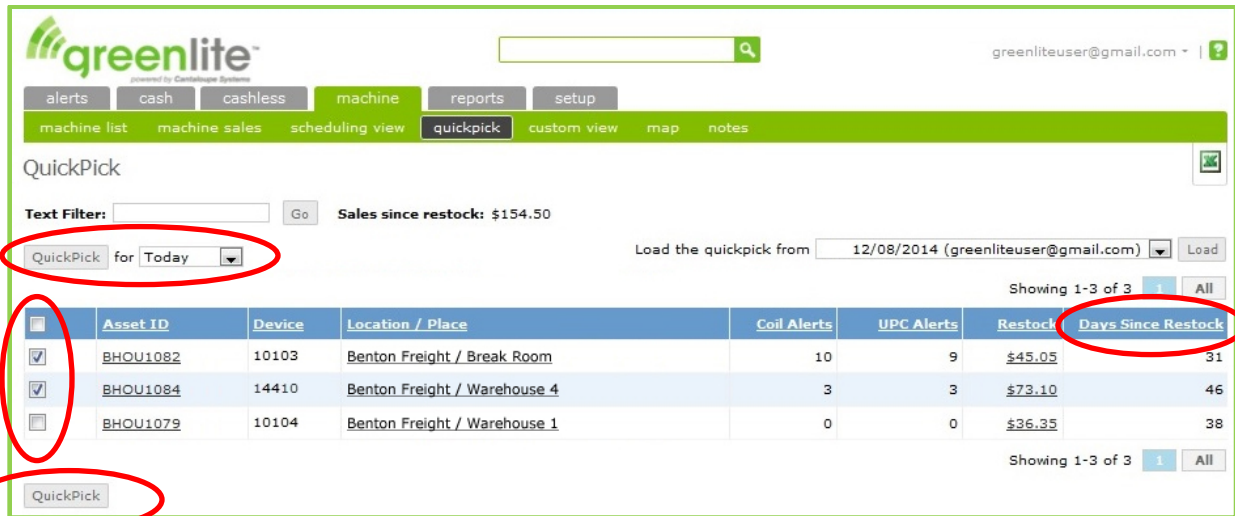 greenlite™
powered by Cantaloupe Systems
greenliteuser@gmail.com | ?
alerts cash cashless machine reports setup
machine list machine sales scheduling view quickpick custom view map notes
QuickPick
Text Filter: Go Sales since restock: $154.50
QuickPick for Today Load the quickpick from 12/08/2014 (greenliteuser@gmail.com) Load
Showing 1-3 of 3 1 All
Asset ID Device Location / Place Coil Alerts UPC Alerts Restock Days Since Restock
BHOU1082 10103 Benton Freight / Break Room 10 9 $45.05 31
BHOU1084 14410 Benton Freight / Warehouse 4 3 3 $73.10 46
BHOU1079 10104 Benton Freight / Warehouse 1 0 0 $36.35 38
Showing 1-3 of 3 1 All
QuickPick